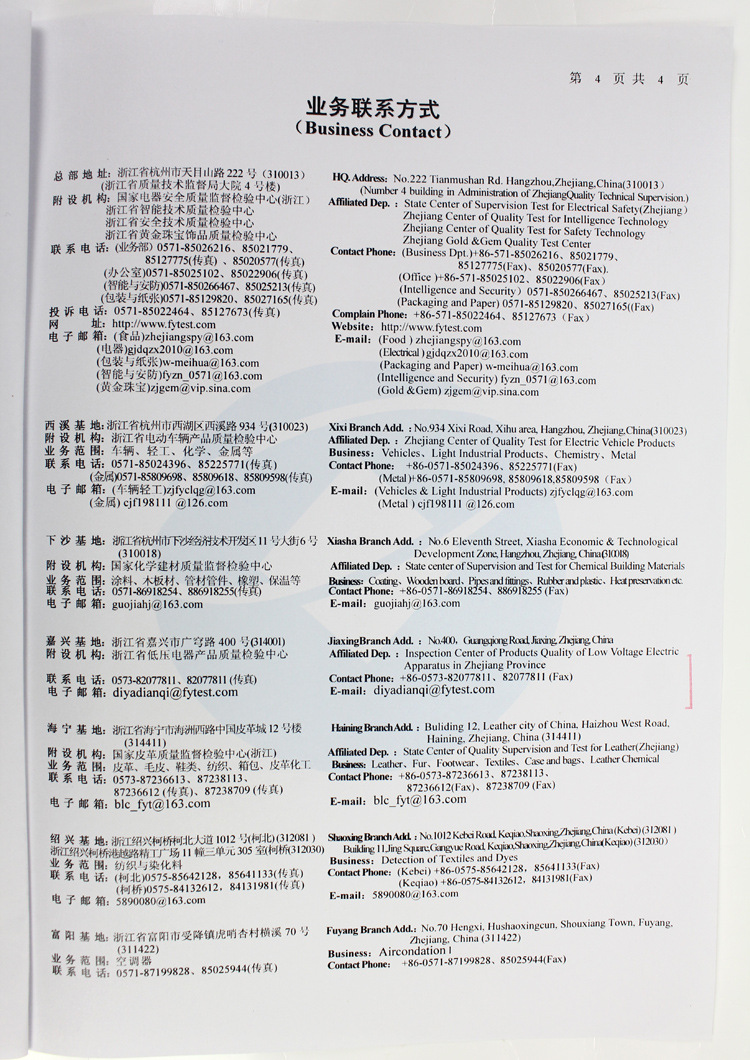 第 4 页 共 4 页
业务联系方式
（Business Contact）
总部地址：浙江省杭州市天目山路 222 号（310013）
(浙江省质量技术监督局大院 4 号楼)
附设机构：国家电器安全质量监督检验中心(浙江)
浙江省智能技术质量检验中心
浙江省安全技术质量检验中心
浙江省黄金珠宝饰品质量检验中心
联系电话：(业务部) 0571-85026216、85021779、
85127775(传真) 、85020577(传真)
(办公室)0571-85025102、85022906(传真)
(智能与安防)0571-850266467、85025213(传真)
(包装与纸张)0571-85129820、85027165(传真)
投诉电话：0571-85022464、85127673(传真)
网 址：http://www.fytest.com
电子邮箱：(食品)zhejiangspy@163.com
(电器)gjdqzx2010@163.com
(包装与纸张)w-meihua@163.com
(智能与安防)fyzn_0571@163.com
(黄金珠宝)zjgem@vip.sina.com
HQ. Address：No.222 Tianmushan Rd. Hangzhou,Zhejiang,China(310013）
(Number 4 building in Administration of ZhejiangQuality Technical Supervision.)
Affiliated Dep.：State Center of Supervision Test for Electrical Safety(Zhejiang）
Zhejiang Center of Quality Test for Intelligence Technology
Zhejiang Center of Quality Test for Safety Technology
Zhejiang Gold &Gem Quality Test Center
Contact Phone：(Business Dpt.)+86-571-85026216、85021779、
85127775(Fax)、85020577(Fax).
(Office )+86-571-85025102、85022906(Fax)
(Intelligence and Security）0571-850266467、85025213(Fax)
(Packaging and Paper) 0571-85129820、85027165((Fax)
Complain Phone：+86-571-85022464、85127673（Fax）
Website：http://www.fytest.com
E-mail：(Food ) zhejiangspy@163.com
(Electrical )gjdqzx2010@163.com
(Packaging and Paper) w-meihua@163.com
(Intelligence and Security) fyzn_0571@163.com
(Gold &Gem) zjgem@vip.sina.com
西溪基地：浙江省杭州市西湖区西溪路 934 号(310023)
附设机构：浙江省电动车辆产品质量检验中心
业务范围：车辆、轻工、化学、金属等
联系电话：0571-85024396、85225771(传真)
(金属)0571-85809698、85809618、85809598(传真)
电子邮箱：(车辆轻工)zjfyclqg@163.com
(金属) cjf198111 @126.com
Xixi Branch Add.：No.934 Xixi Road, Xihu area, Hangzhou, Zhejiang,China(310023)
Affiliated Dep.：Zhejiang Center of Quality Test for Electric Vehicle Products
Business：Vehicles、Light Industrial Products、Chemistry、Metal
Contact Phone： +86-0571-85024396、85225771(Fax)
(Metal)+86-0571-85809698, 85809618,85809598（Fax）
E-mail：(Vehicles & Light Industrial Products) zjfyclqg@163.com
(Metal ) cjf198111 @126.com
下沙基地：浙江省杭州市下沙经济技术开发区 11 号大街 6 号
(310018)
附设机构：国家化学建材质量监督检验中心
业务范围：涂料、木板材、管材管件、橡塑、保温等
联系电话：0571-86918254、886918255(传真)
电子邮箱：guojiahj@163.com
Xiasha Branch Add.：No.6 Eleventh Street, Xiasha Economic & Technological
Development Zone, Hangzhou, Zhejiang, China(310018)
Affiliated Dep.：State center of Supervision and Test for Chemical Building Materials
Business：Coating、Wooden board、Pipes and fittings、Rubber and plastic、Heat preservation etc.
Contact Phone：+86-0571-86918254、886918255 (Fax)
E-mail：guojiahj@163.com
嘉兴基地：浙江省嘉兴市广穹路 400 号(314001)
附设机构：浙江省低压电器产品质量检验中心
联系电话：0573-82077811、82077811 (传真)
电子邮箱：diyadianqi@fytest.com
JiaxingBranch Add.：No.400，Guangqiong Road, Jiaxing, Zhejiang, China
Affiliated Dep.：Inspection Center of Products Quality of Low Voltage Electric
Apparatus in Zhejiang Province
Contact Phone：+86-0573-82077811、82077811 (Fax)
E-mail：diyadianqi@fytest.com
海宁基地：浙江省海宁市海洲西路中国皮革城 12 号楼
(314411)
附设机构：国家皮革质量监督检验中心(浙江)
业务范围：皮革、毛皮、鞋类、纺织、箱包、皮革化工
联系电话：0573-87236613、87238113、
87236612 (传真)、87238709 (传真)
电子邮箱：blc_fyt@163.com
Haining Branch Add.：Buliding 12, Leather city of China, Haizhou West Road,
Haining, Zhejiang, China (314411)
Affiliated Dep.：State Center of Quality Supervision and Test for Leather(Zhejiang)
Business：Leather、Fur、Footwear、Textiles、Case and bags、Leather Chemical
Contact Phone：+86-0573-87236613、87238113、
87236612(Fax)、87238709 (Fax)
E-mail：blc_fyt@163.com
绍兴基地：浙江绍兴柯桥柯北大道 1012 号(柯北) (312081 )
浙江绍兴柯桥港越路精工广场 11 幢三单元 305 室(柯桥)(312030)
业务范围：纺织与染化料
联系电话：(柯北)0575-85642128、85641133(传真)
(柯桥)0575-84132612、84131981(传真)
电子邮箱：5890080@163.com
Shaoxing Branch Add.：No.1012 Kebei Road, Keqiao,Shaoxing,Zhejiang,China (Kebei) (312081 )
Building 11,Jing Square,Gangyue Road, Keqiao,Shaoxing,Zhejiang,China(Keqiao) (312030)
Business：Detection of Textiles and Dyes
Contact Phone：(Kebei) +86-0575-85642128，85641133(Fax)
(Keqiao) +86-0575-84132612、84131981(Fax)
E-mail：5890080@163.com
富阳基地：浙江省富阳市受降镇虎啃杏村横溪 70 号
(311422)
业务范围：空调器
联系电话：0571-87199828、85025944(传真)
Fuyang Branch Add.：No.70 Hengxi, Hushaoxingcun, Shouxiang Town, Fuyang,
Zhejiang, China (311422)
Business：Aircondation l
Contact Phone： +86-0571-87199828、85025944(Fax)